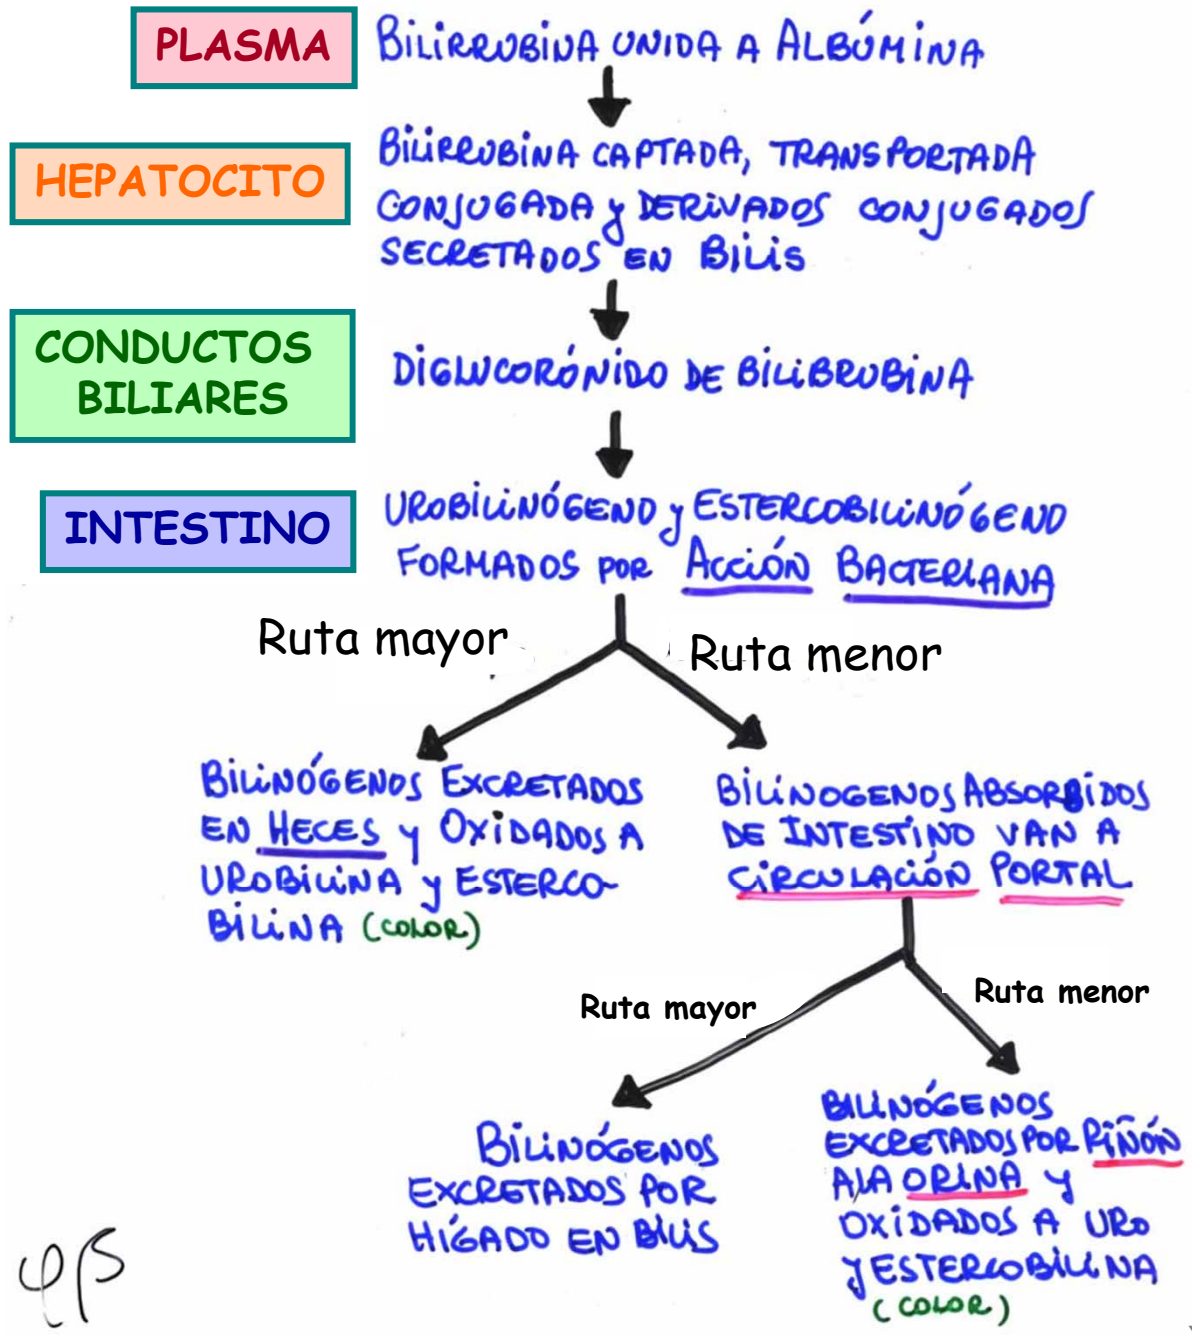 PLASMA
BILIRRUBINA UNIDA A ALBÚMINA
HEPATOCITO
BILIRRUBINA CAPTADA, TRANSPORTADA
CONJUGADA y DERIVADOS CONJUGADOS
SECRETADOS EN BILIS
CONDUCTOS
BILIARES
DIGLUCORÓNIDO DE BILIBRUBINA
INTESTINO
UROBILINÓGENO y ESTERCOBILINÓGENO
FORMADOS POR ACCIÓN BACTERIANA
Ruta mayor
Ruta menor
BILINÓGENOS EXCRETADOS
EN HECES y OXIDADOS A
UROBILINA y ESTERCO-
BILINA (COLOR)
BILINOGENOS ABSORBIDOS
DE INTESTINO VAN A
CIRCULACIÓN PORTAL
Ruta mayor
Ruta menor
BILINÓGENOS
EXCRETADOS POR
HÍGADO EN BILIS
BILINÓGENOS
EXCRETADOS POR RIÑÓN
A LA ORINA y
OXIDADOS A URO
y ESTERCOBILINA
(COLOR)